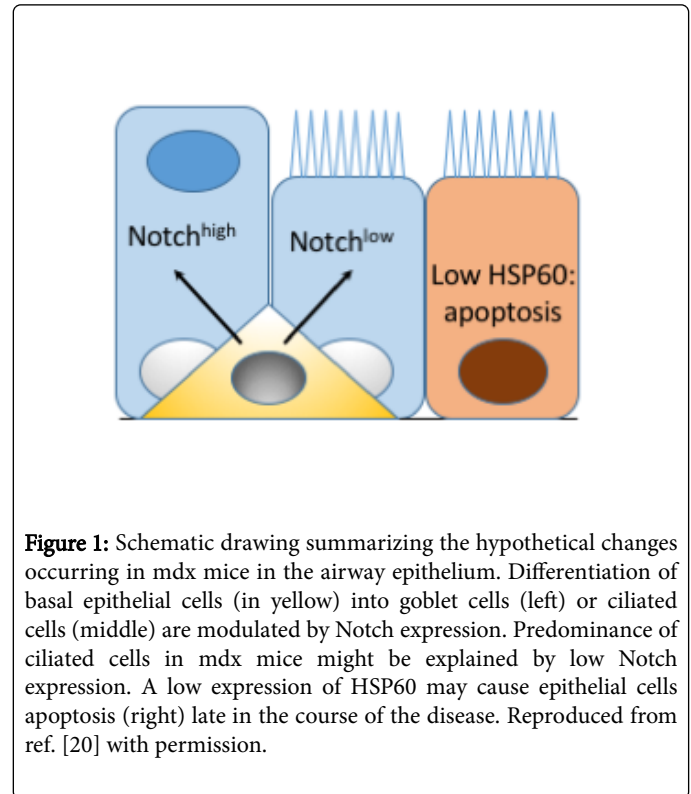 Notchhigh
Notchlow
Low HSP60:
apoptosis
Figure 1: Schematic drawing summarizing the hypothetical changes
occurring in mdx mice in the airway epithelium. Differentiation of
basal epithelial cells (in yellow) into goblet cells (left) or ciliated
cells (middle) are modulated by Notch expression. Predominance of
ciliated cells in mdx mice might be explained by low Notch
expression. A low expression of HSP60 may cause epithelial cells
apoptosis (right) late in the course of the disease. Reproduced from
ref. [20] with permission.